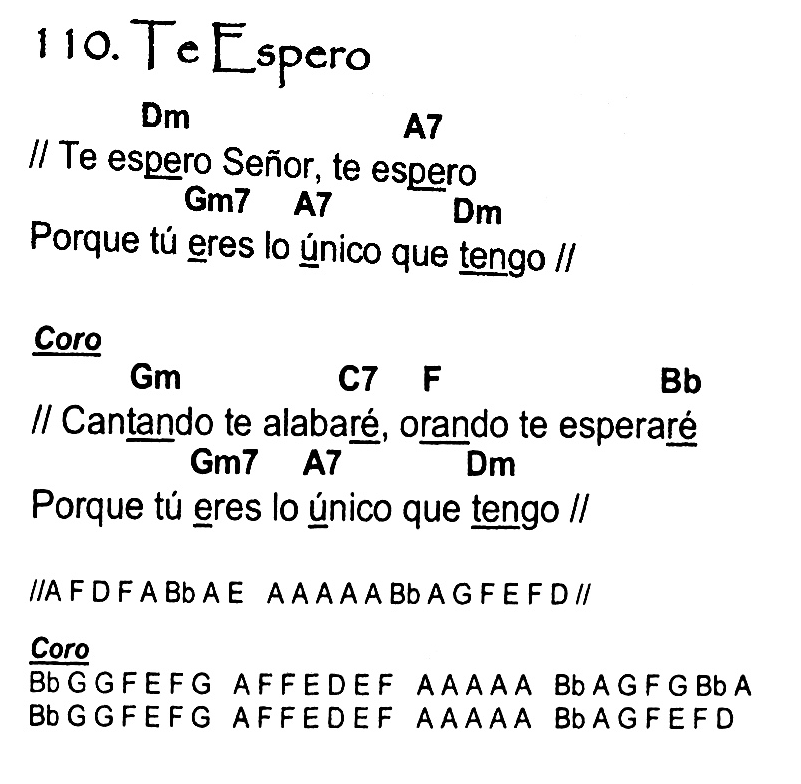 110. Te Espero
Dm A7
// Te espero Señor, te espero
Gm7 A7 Dm
Porque tú eres lo único que tengo //
Coro
Gm C7 F Bb
// Cantando te alabaré, orando te esperaré
Gm7 A7 Dm
Porque tú eres lo único que tengo //
//A F D F A Bb A E A A A A A Bb A G F E F D //
Coro
Bb G G F E F G A F F E D E F A A A A A Bb A G F G Bb A
Bb G G F E F G A F F E D E F A A A A A Bb A G F E F D